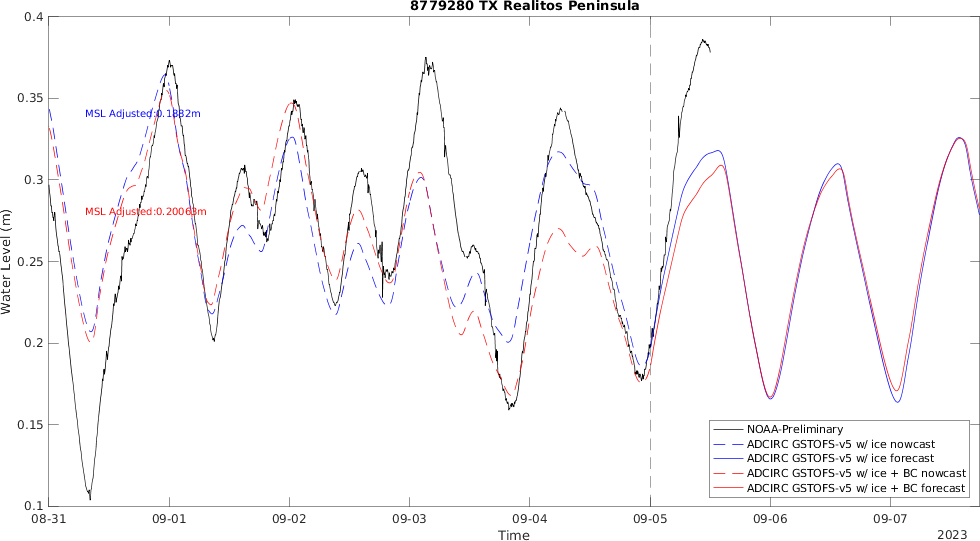 8779280 TX Realitos Peninsula
0.4
0.35
0.3
0.25
0.2
0.15
0.1
Water Level (m)
MSL Adjusted:0.1832m
MSL Adjusted:0.20063m
NOAA-Preliminary
ADCIRC GSTOFS-v5 w/ ice nowcast
ADCIRC GSTOFS-v5 w/ ice forecast
ADCIRC GSTOFS-v5 w/ ice + BC nowcast
ADCIRC GSTOFS-v5 w/ ice + BC forecast
08-31 09-01 09-02 09-03 09-04 09-05 09-06 09-07
Time
2023